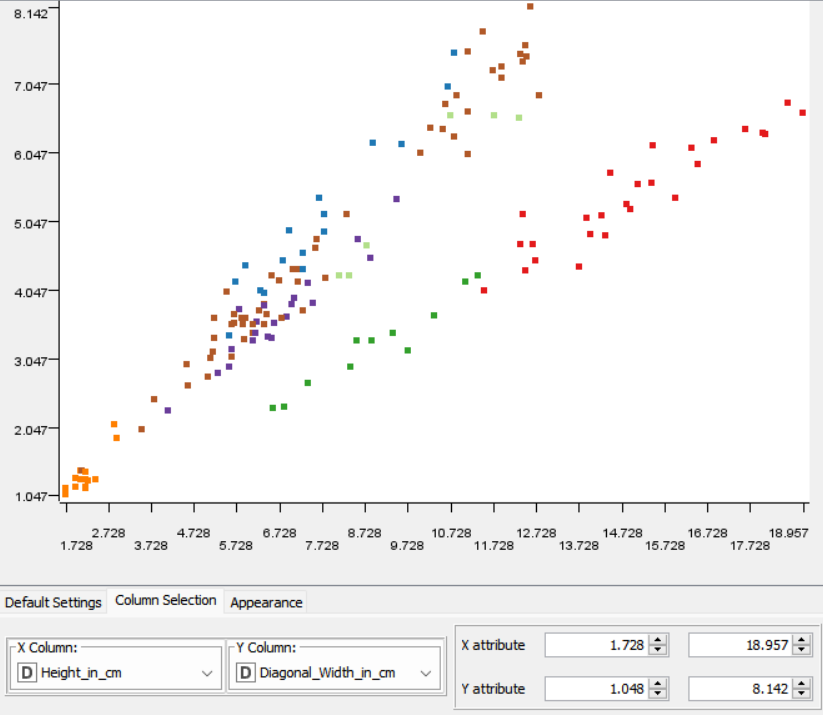 8.142
7.047
6.047
5.047
4.047
3.047
2.047
1.047
2.728 4.728 6.728 8.728 10.728 12.728 14.728 16.728 18.957
1.728 3.728 5.728 7.728 9.728 11.728 13.728 15.728 17.728
Default Settings Column Selection Appearance
X Column: Y Column:
D Height_in_cm D Diagonal_Width_in_cm
X attribute 1.728 18.957
Y attribute 1.048 8.142